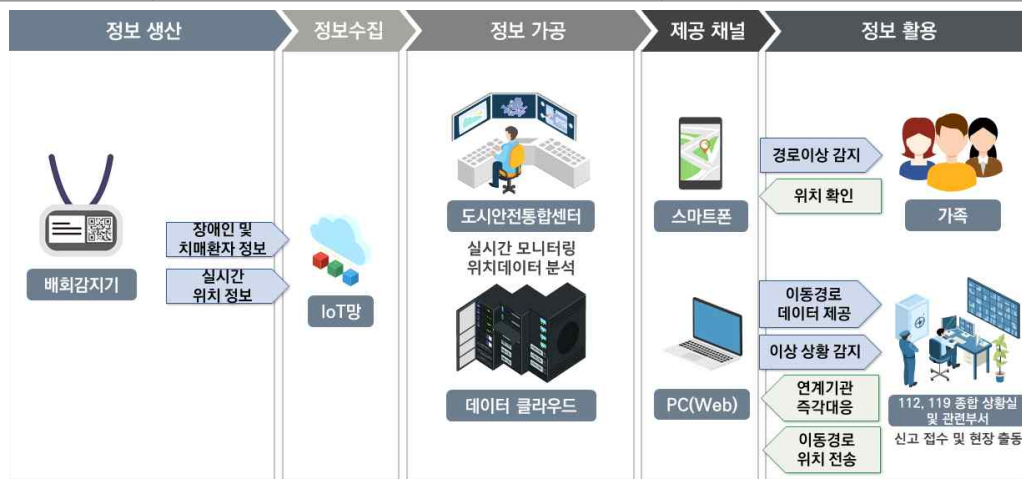 정보 생산
정보수집
정보 가공
제공 채널
정보 활용
배회감지기
장애인 및
치매환자 정보
실시간
위치 정보
IoT망
도시안전통합센터
실시간 모니터링
위치데이터 분석
데이터 클라우드
스마트폰
PC(Web)
경로이상 감지
위치 확인
가족
이동경로
데이터 제공
이상 상황 감지
연계기관
즉각대응
이동경로
위치 전송
112, 119 종합 상황실
및 관련부서
신고 접수 및 현장 출동